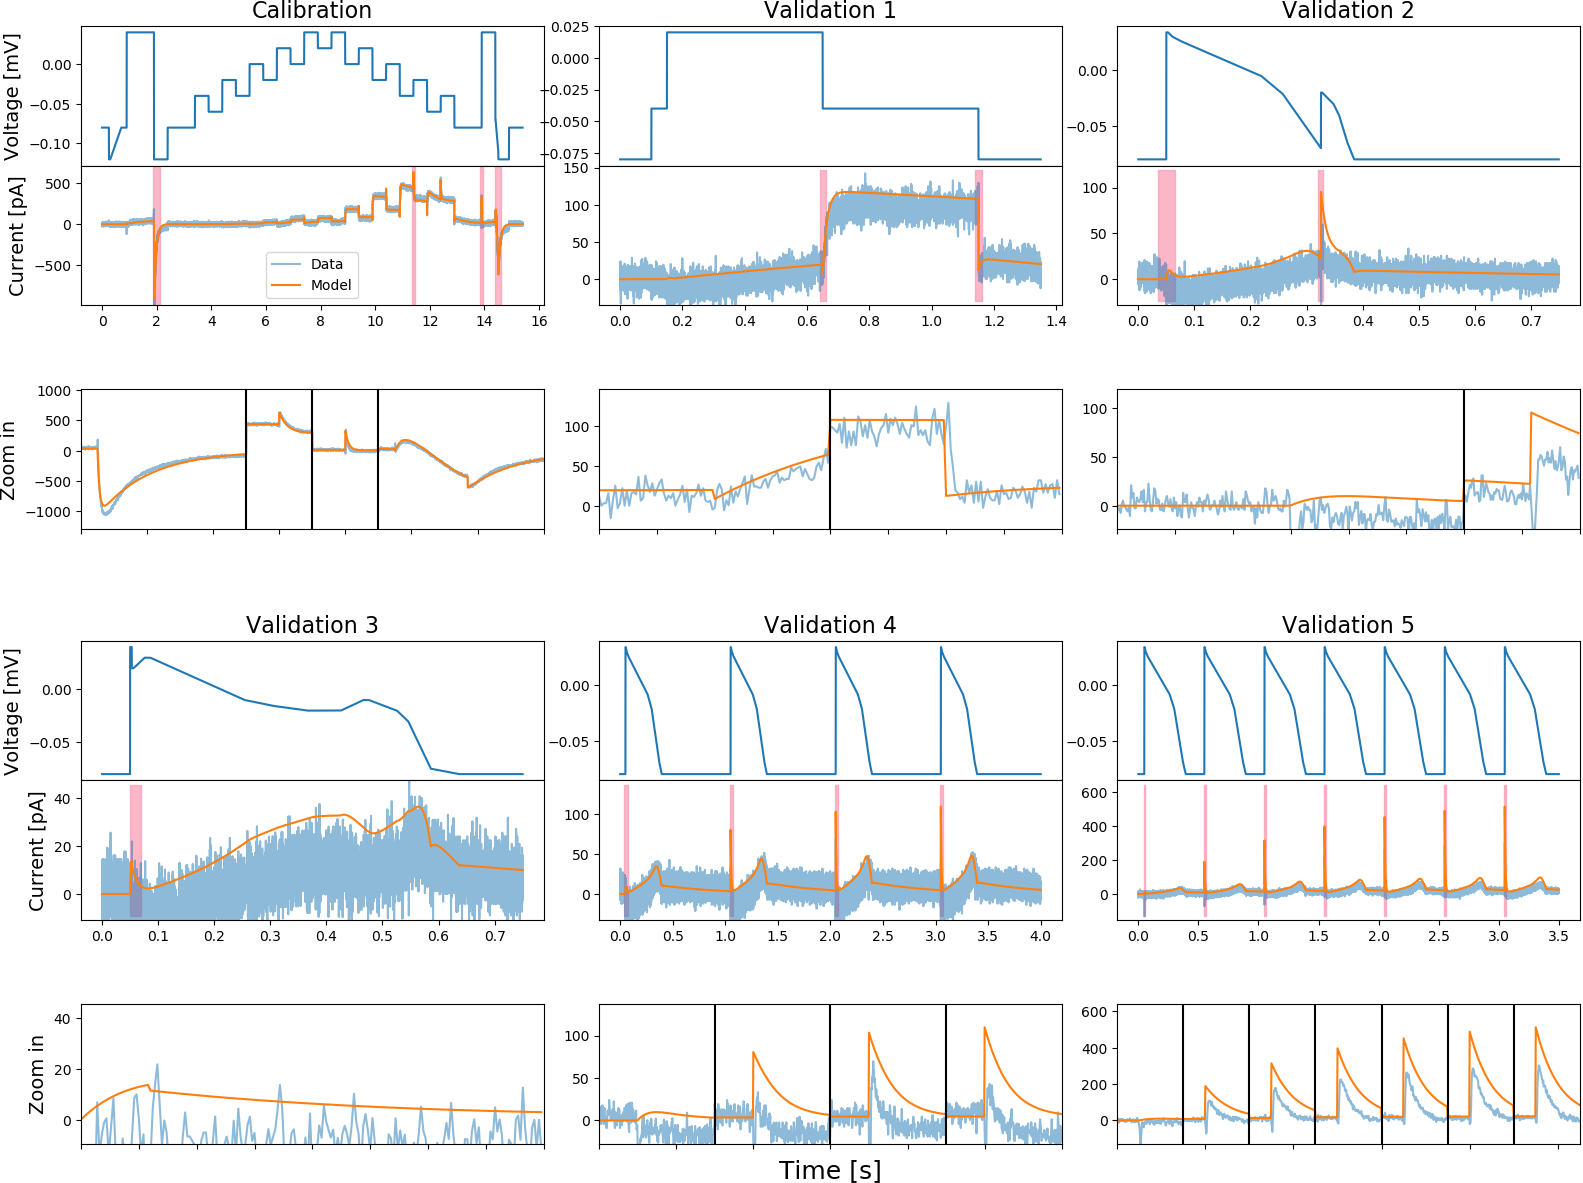 Calibration
Validation 1
Validation 2
Voltage [mV]
0.00
−0.05
−0.10
0.025
0.000
−0.025
−0.050
−0.075
0.00
−0.05
Current [pA]
500
0
−500
Data
Model
150
100
50
0
100
50
0
0 2 4 6 8 10 12 14 16
0.0 0.2 0.4 0.6 0.8 1.0 1.2 1.4
0.0 0.1 0.2 0.3 0.4 0.5 0.6 0.7
Zoom in
1000
500
0
−500
−1000
100
50
0
100
50
0
Validation 3
Validation 4
Validation 5
Voltage [mV]
0.00
−0.05
0.00
−0.05
0.00
−0.05
Current [pA]
40
20
0
100
50
0
600
400
200
0
0.0 0.1 0.2 0.3 0.4 0.5 0.6 0.7
0.0 0.5 1.0 1.5 2.0 2.5 3.0 3.5 4.0
0.0 0.5 1.0 1.5 2.0 2.5 3.0 3.5
Zoom in
40
20
0
100
50
0
600
400
200
0
Time [s]